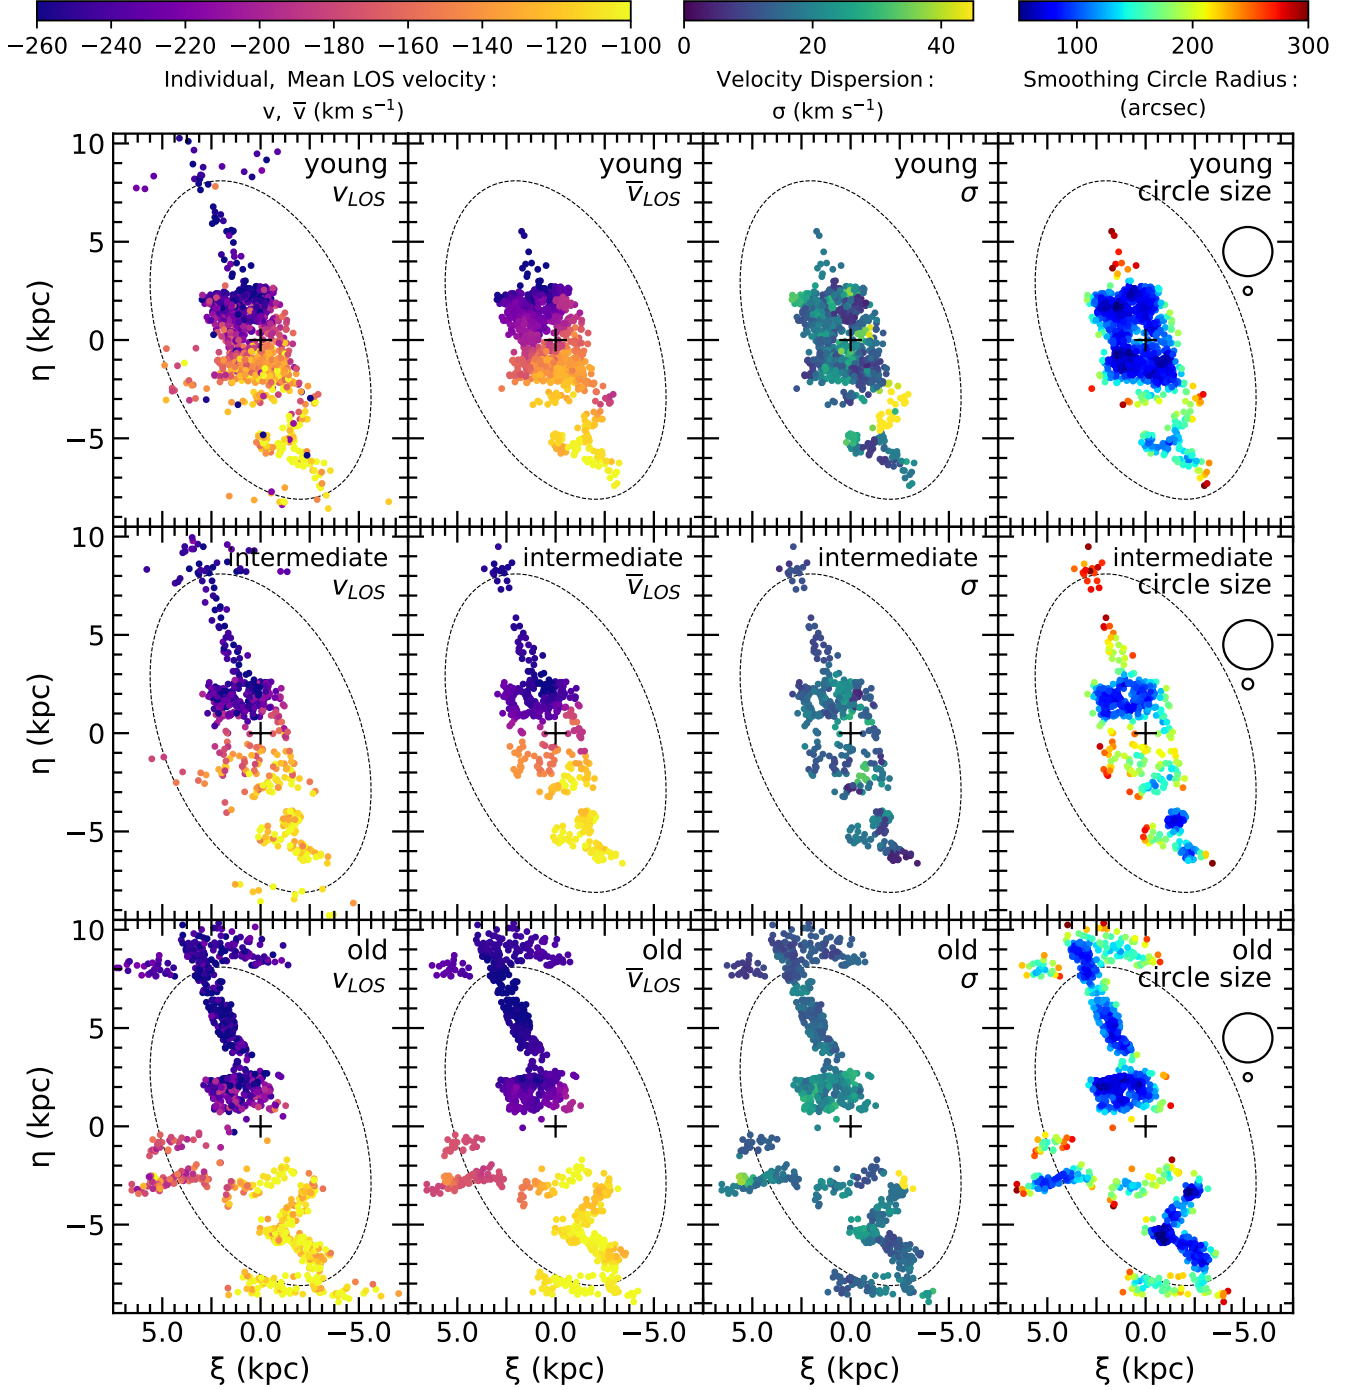 −260 −240 −220 −200 −180 −160 −140 −120 −100 0 20 40 100 200 300
Individual, Mean LOS velocity: Velocity Dispersion: Smoothing Circle Radius:
v, v̅ (km s⁻¹) σ (km s⁻¹) (arcsec)
10 young young young young
v_LOS v̅_LOS σ circle size
5
η (kpc)
0
−5
10 intermediate intermediate intermediate intermediate
v_LOS v̅_LOS σ circle size
5
η (kpc)
0
−5
10 old old old old
v_LOS v̅_LOS σ circle size
5
η (kpc)
0
−5
5.0 0.0 −5.0 5.0 0.0 −5.0 5.0 0.0 −5.0 5.0 0.0 −5.0
ξ (kpc) ξ (kpc) ξ (kpc) ξ (kpc)